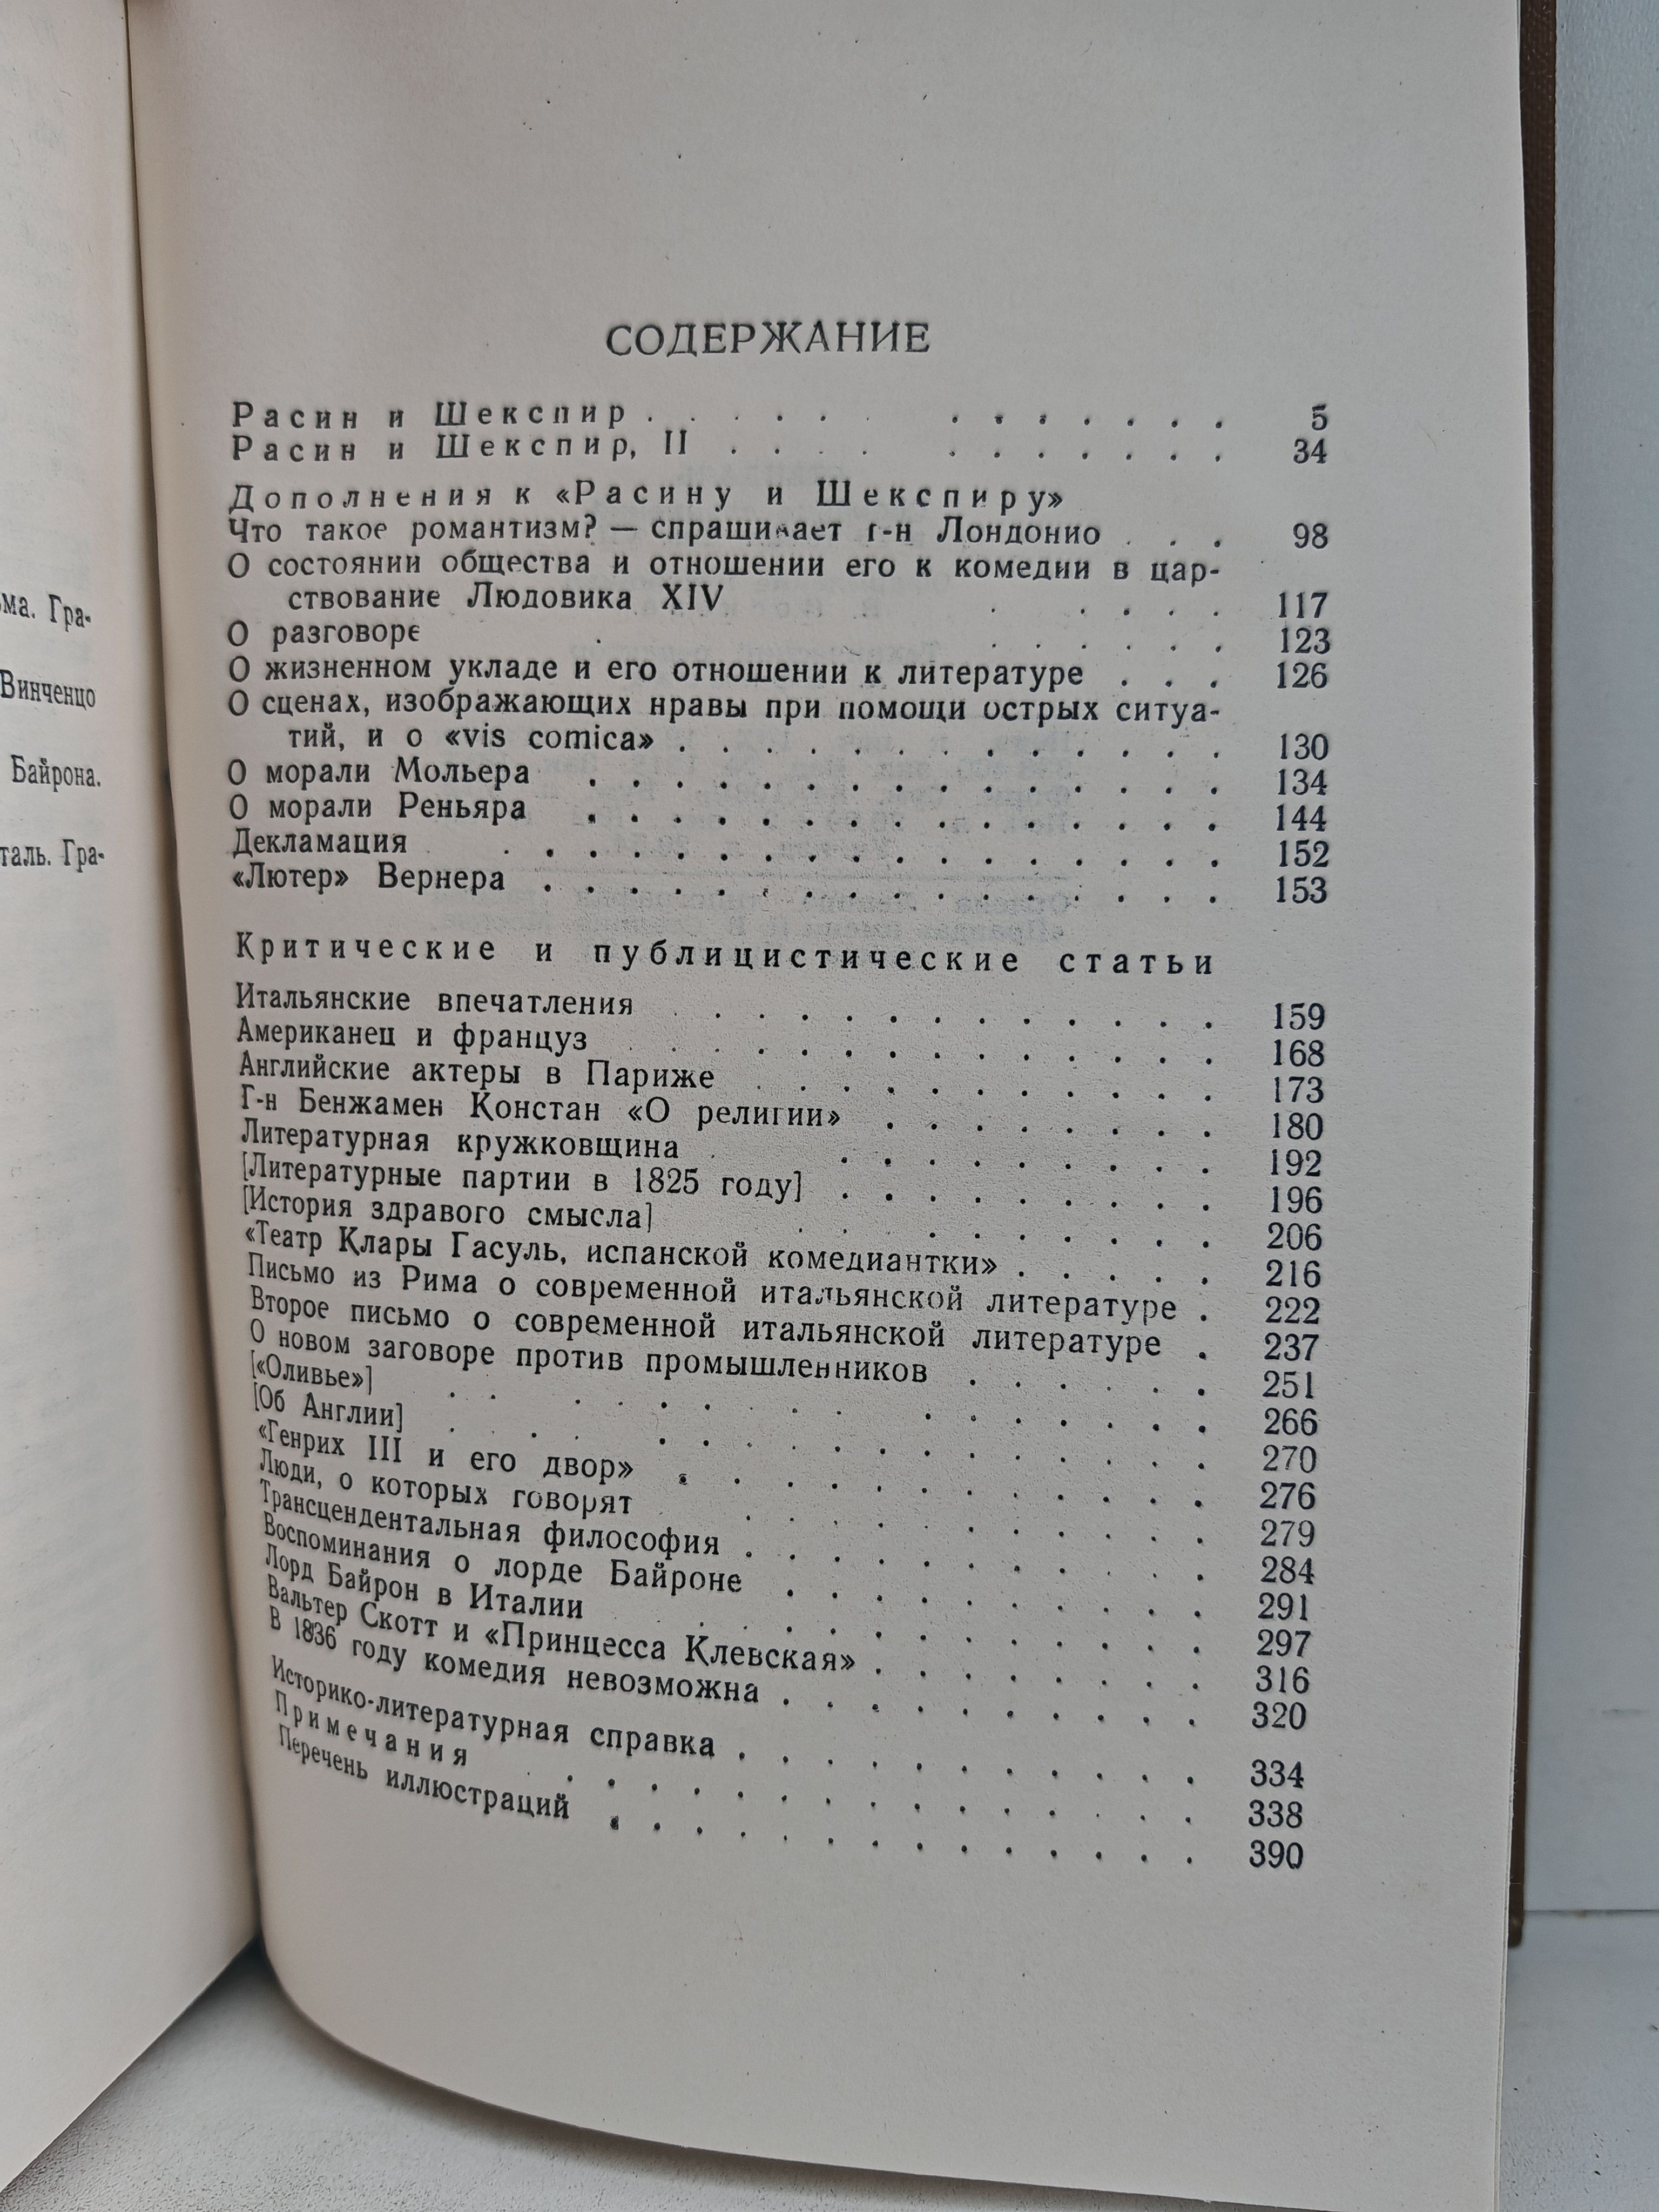 ма. Гра-
Винченцо
Байрона.
таль. Гра-
СОДЕРЖАНИЕ
Расин и Шекспир . . . . . . . . . . . . 5
Расин и Шекспир, II . . . . . . . . . . . 34
Дополнения к «Расину и Шекспиру»
Что такое романтизм? — спрашивает г-н Лондонио . . . 98
О состоянии общества и отношении его к комедии в цар-
ствование Людовика XIV . . . . . 117
О разговоре . . . . . . . 123
О жизненном укладе и его отношении к литературе . . . 126
О сценах, изображающих нравы при помощи острых ситуа-
тий, и о «vis comica» . . . . . . . . . . . . . 130
О морали Мольера . . . . . . . . . . . . . . . 134
О морали Реньяра . . . . . . . . . . . . . . . 144
Декламация . . . . . . . . . . . . . . . . . 152
«Лютер» Вернера . . . . . . . . . . . . . . . . 153
Критические и публицистические статьи
Итальянские впечатления . . . . . . . . . . . . . 159
Американец и француз . . . . . . . . . . . . . 168
Английские актеры в Париже . . . . . . . . . . . 173
Г-н Бенжамен Констан «О религии» . . . . . . . . 180
Литературная кружковщина . . . . . . . . . . 192
[Литературные партии в 1825 году] . . . . . . . . . 196
[История здравого смысла] . . . . . . . . . 206
«Театр Клары Гасуль, испанской комедиантки» . . . . . 216
Письмо из Рима о современной итальянской литературе . 222
Второе письмо о современной итальянской литературе . 237
О новом заговоре против промышленников . . . . . . 251
[«Оливье»] . . . . . . . . . . . . . 266
[Об Англии] . . . . . . . . . . . . . . . . 270
«Генрих III и его двор» . . . . . . . . . . . . . 276
Люди, о которых говорят . . . . . . . . . . . 279
Трансцендентальная философия . . . . . . . . . . . 284
Воспоминания о лорде Байроне . . . . . . . . . . 291
Лорд Байрон в Италии . . . . . . . . . . . . 297
Вальтер Скотт и «Принцесса Клевская» . . . . . . . . 316
В 1836 году комедия невозможна . . . . . . . . . . 320
Историко-литературная справка . . . . . . . . . . . 334
Примечания . . . . . . . . . . . . . . . 338
Перечень иллюстраций . . . . . . . . . . . . . . 390